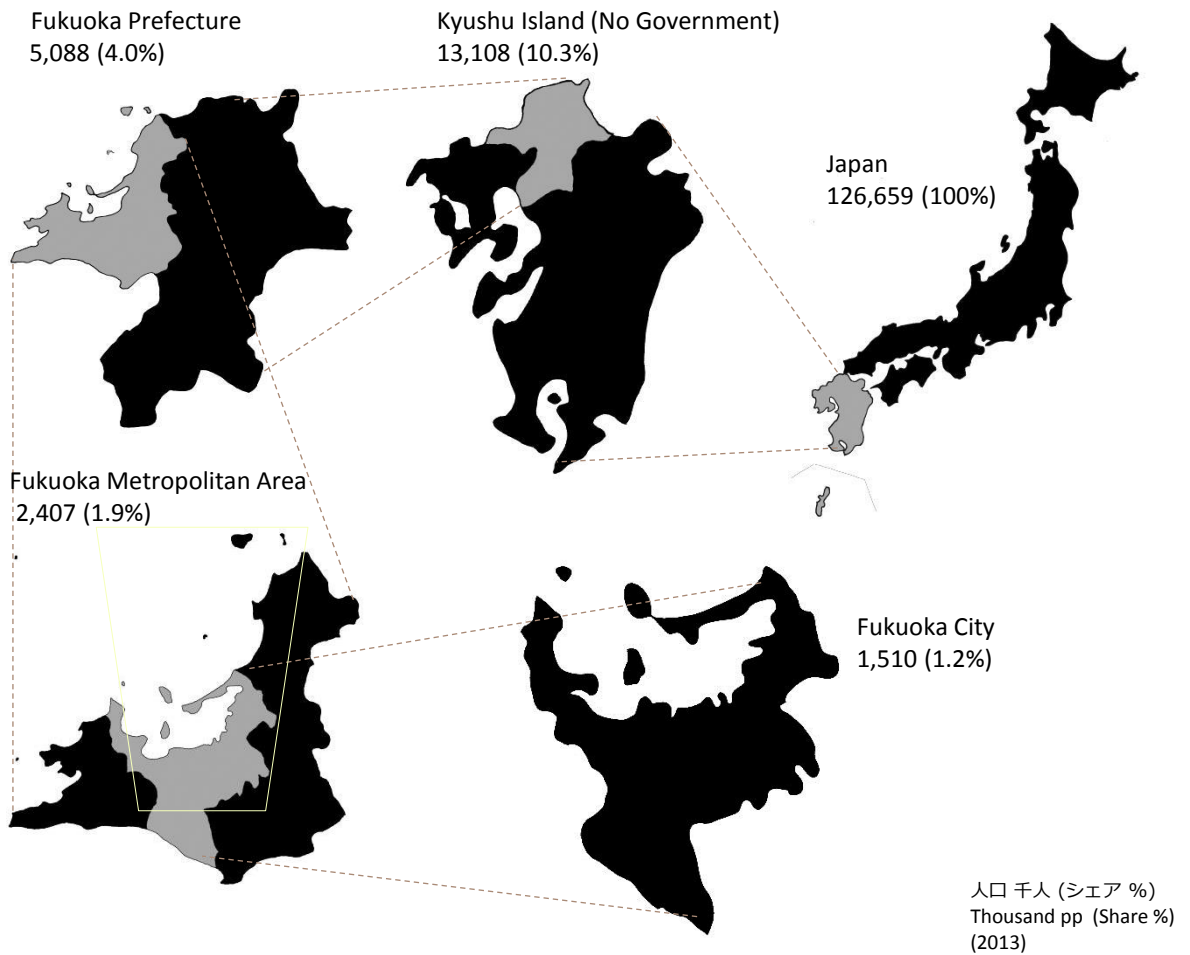 Fukuoka Prefecture
5,088 (4.0%)
Kyushu Island (No Government)
13,108 (10.3%)
Japan
126,659 (100%)
Fukuoka Metropolitan Area
2,407 (1.9%)
Fukuoka City
1,510 (1.2%)
人口 千人 (シェア %)
Thousand pp (Share %)
(2013)